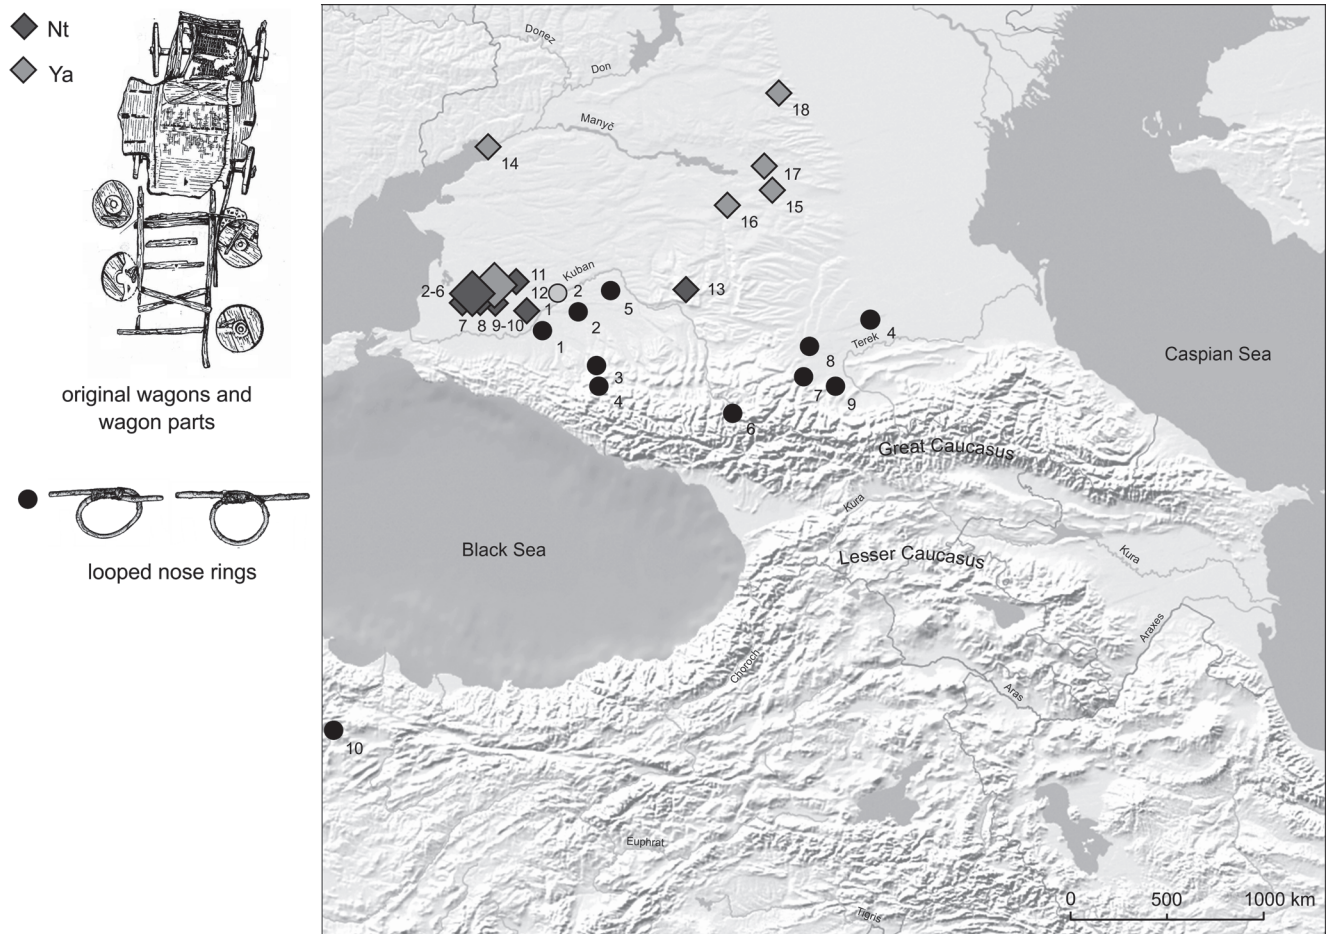 Nt
Ya
original wagons and
wagon parts
looped nose rings
Donez
Don
Manyč
18
14
17
15
16
Kuban
11
2-6
12
2
13
5
1
7
8
9-10
2
4
1
Terek
8
3
7
9
4
6
Caspian Sea
Great Caucasus
Kura
Black Sea
Lesser Caucasus
Kura
Araxes
Choroch
Aras
10
Euphrat
Tigris
0
500
1000 km